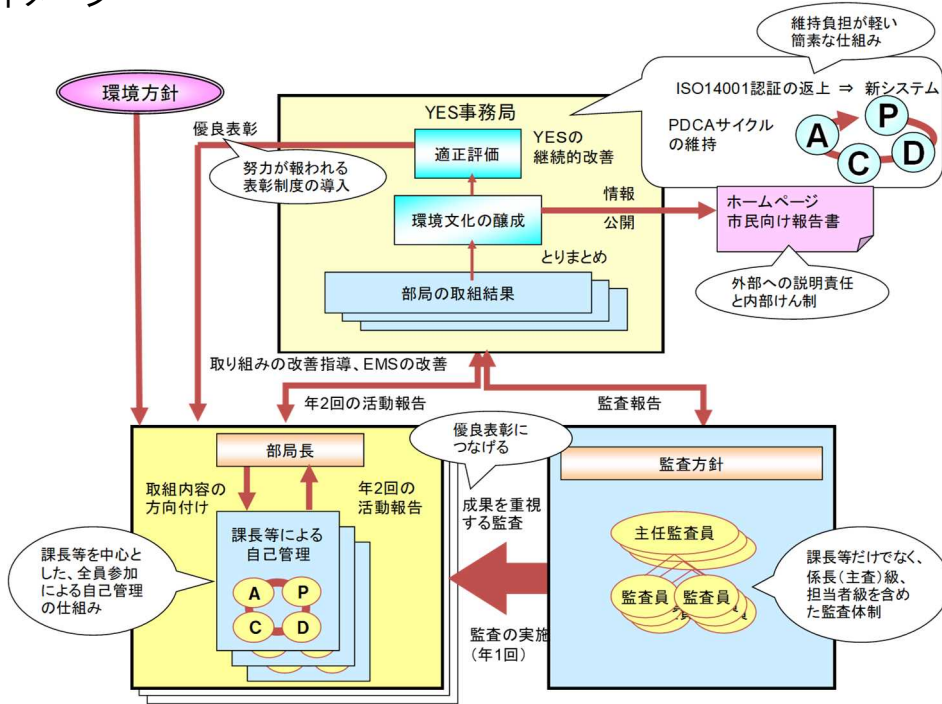 維持負担が軽い
簡素な仕組み
環境方針
ISO14001認証の返上 ⇒ 新システム
PDCAサイクル
の維持
A
P
C
D
YES事務局
優良表彰
適正評価
YESの
継続的改善
努力が報われる
表彰制度の導入
環境文化の醸成
情報
公開
ホームページ
市民向け報告書
とりまとめ
部局の取組結果
外部への説明責任
と内部けん制
取り組みの改善指導、EMSの改善
年2回の活動報告
監査報告
優良表彰に
つなげる
部局長
監査方針
取組内容の
方向付け
年2回の
活動報告
成果を重視
する監査
課長等による
自己管理
A
P
C
D
課長等を中心と
した、全員参加
による自己管理
の仕組み
主任監査員
監査員
監査員
課長等だけでなく、
係長(主査)級、
担当者級を含め
た監査体制
監査の実施
(年1回)